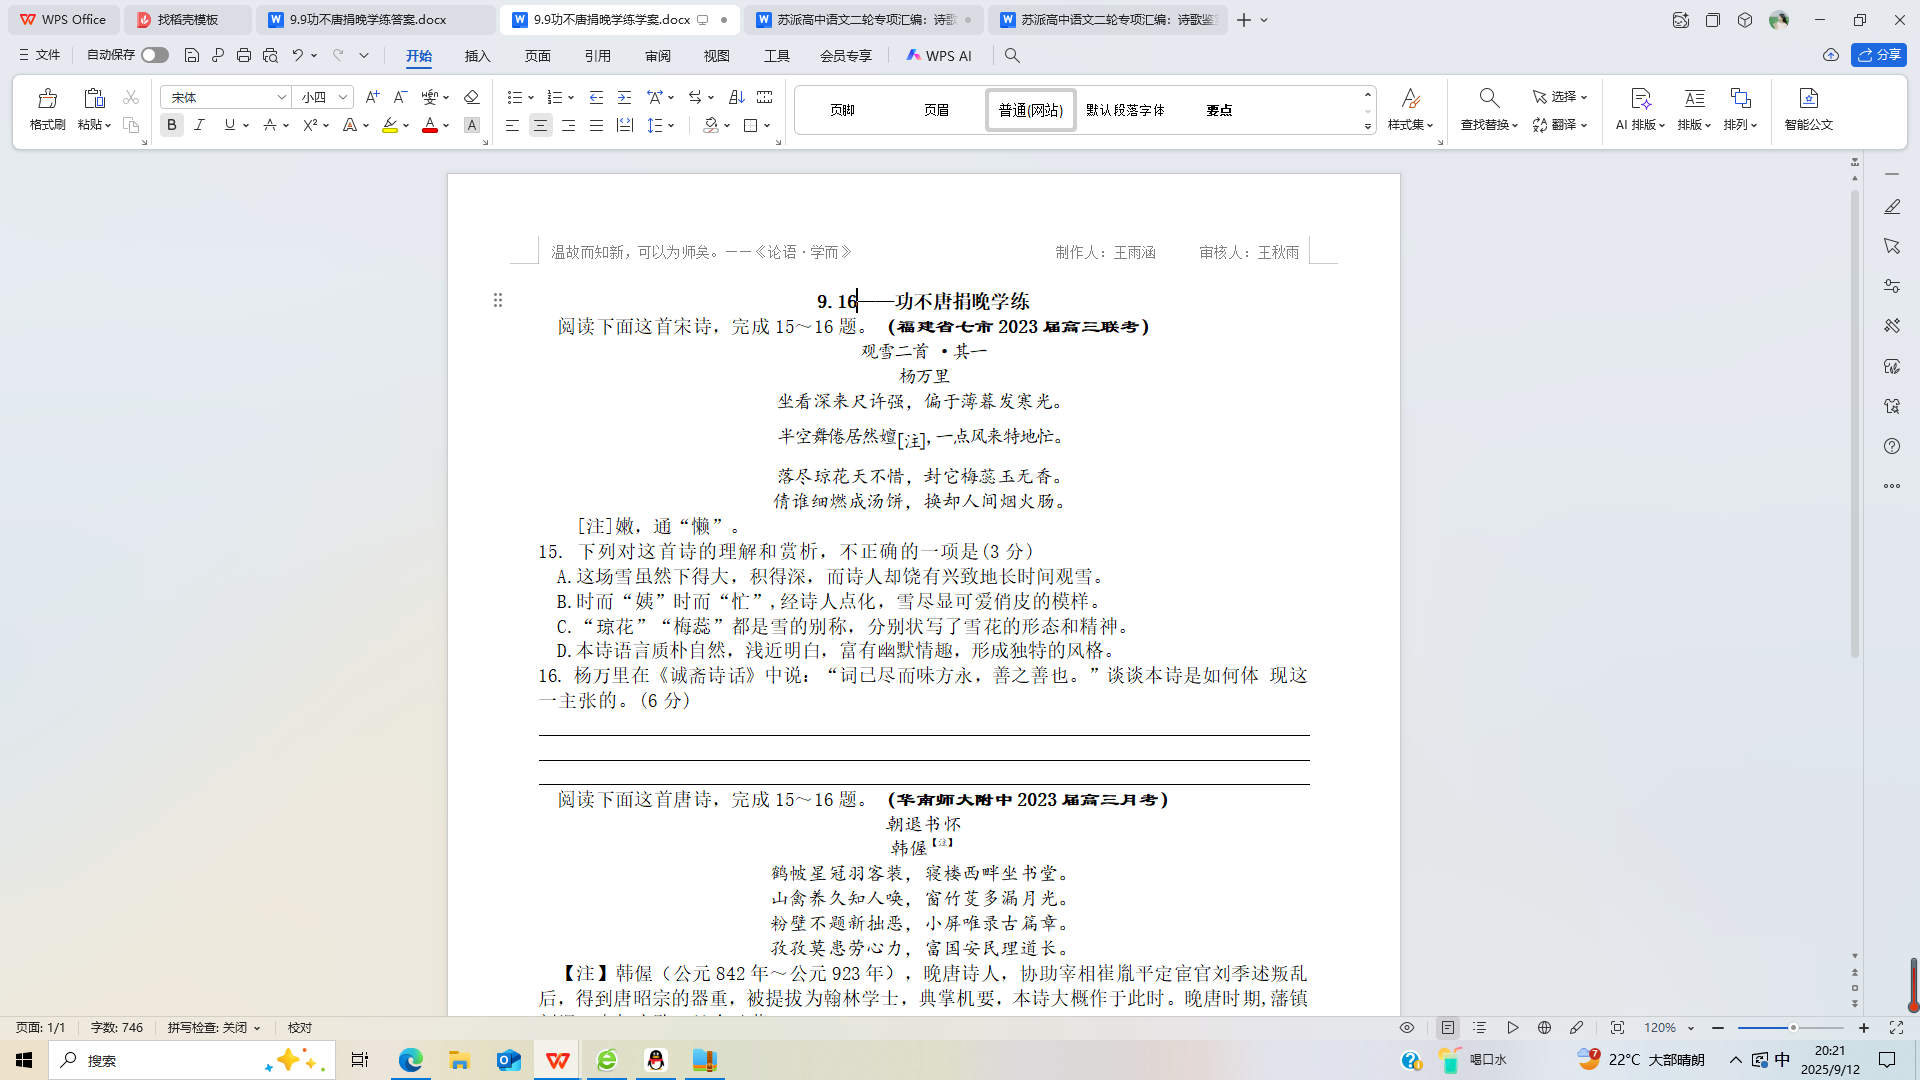 WPS Office
找稻壳模板
9.9功不唐捐晚学练答案.docx
9.9功不唐捐晚学练学案.docx
苏派高中语文二轮专项汇编：诗歌
苏派高中语文二轮专项汇编：诗歌鉴
文件
自动保存
开始
插入
页面
引用
审阅
视图
工具
会员专享
WPS AI
分享
格式刷
粘贴
宋体
小四
页脚
页眉
普通(网站)
默认段落字体
要点
样式集
查找替换
选择
翻译
AI 排版
排版
排列
智能公文
温故而知新，可以为师矣。——《论语·学而》
制作人：王雨涵
审核人：王秋雨
9.16——功不唐捐晚学练
阅读下面这首宋诗，完成15～16题。（福建省七市2023届高三联考）
观雪二首 ·其一
杨万里
坐看深来尺许强，偏于薄暮发寒光。
半空舞倦居然嬗[注]，一点风来特地忙。
落尽琼花天不惜，封它梅蕊玉无香。
倩谁细燃成汤饼，换却人间烟火肠。
[注]嫩，通“懒”。
15. 下列对这首诗的理解和赏析，不正确的一项是(3分)
A.这场雪虽然下得大，积得深，而诗人却饶有兴致地长时间观雪。
B.时而“姨”时而“忙”,经诗人点化，雪尽显可爱俏皮的模样。
C.“琼花”“梅蕊”都是雪的别称，分别状写了雪花的形态和精神。
D.本诗语言质朴自然，浅近明白，富有幽默情趣，形成独特的风格。
16. 杨万里在《诚斋诗话》中说：“词已尽而味方永，善之善也。”谈谈本诗是如何体 现这
一主张的。(6分)
阅读下面这首唐诗，完成15～16题。（华南师大附中2023届高三月考）
朝退书怀
韩偓【注】
鹤帔星冠羽客装，寝楼西畔坐书堂。
山禽养久知人唤，窗竹芟多漏月光。
粉壁不题新拙恶，小屏唯录古篇章。
孜孜莫患劳心力，富国安民理道长。
【注】韩偓（公元842年～公元923年），晚唐诗人，协助宰相崔胤平定宦官刘季述叛乱
后，得到唐昭宗的器重，被提拔为翰林学士，典掌机要，本诗大概作于此时。晚唐时期,藩镇
页面: 1/1
字数: 746
拼写检查: 关闭
校对
120%
搜索
喝口水
7
22°C
大部晴朗
中
20:21
2025/9/12